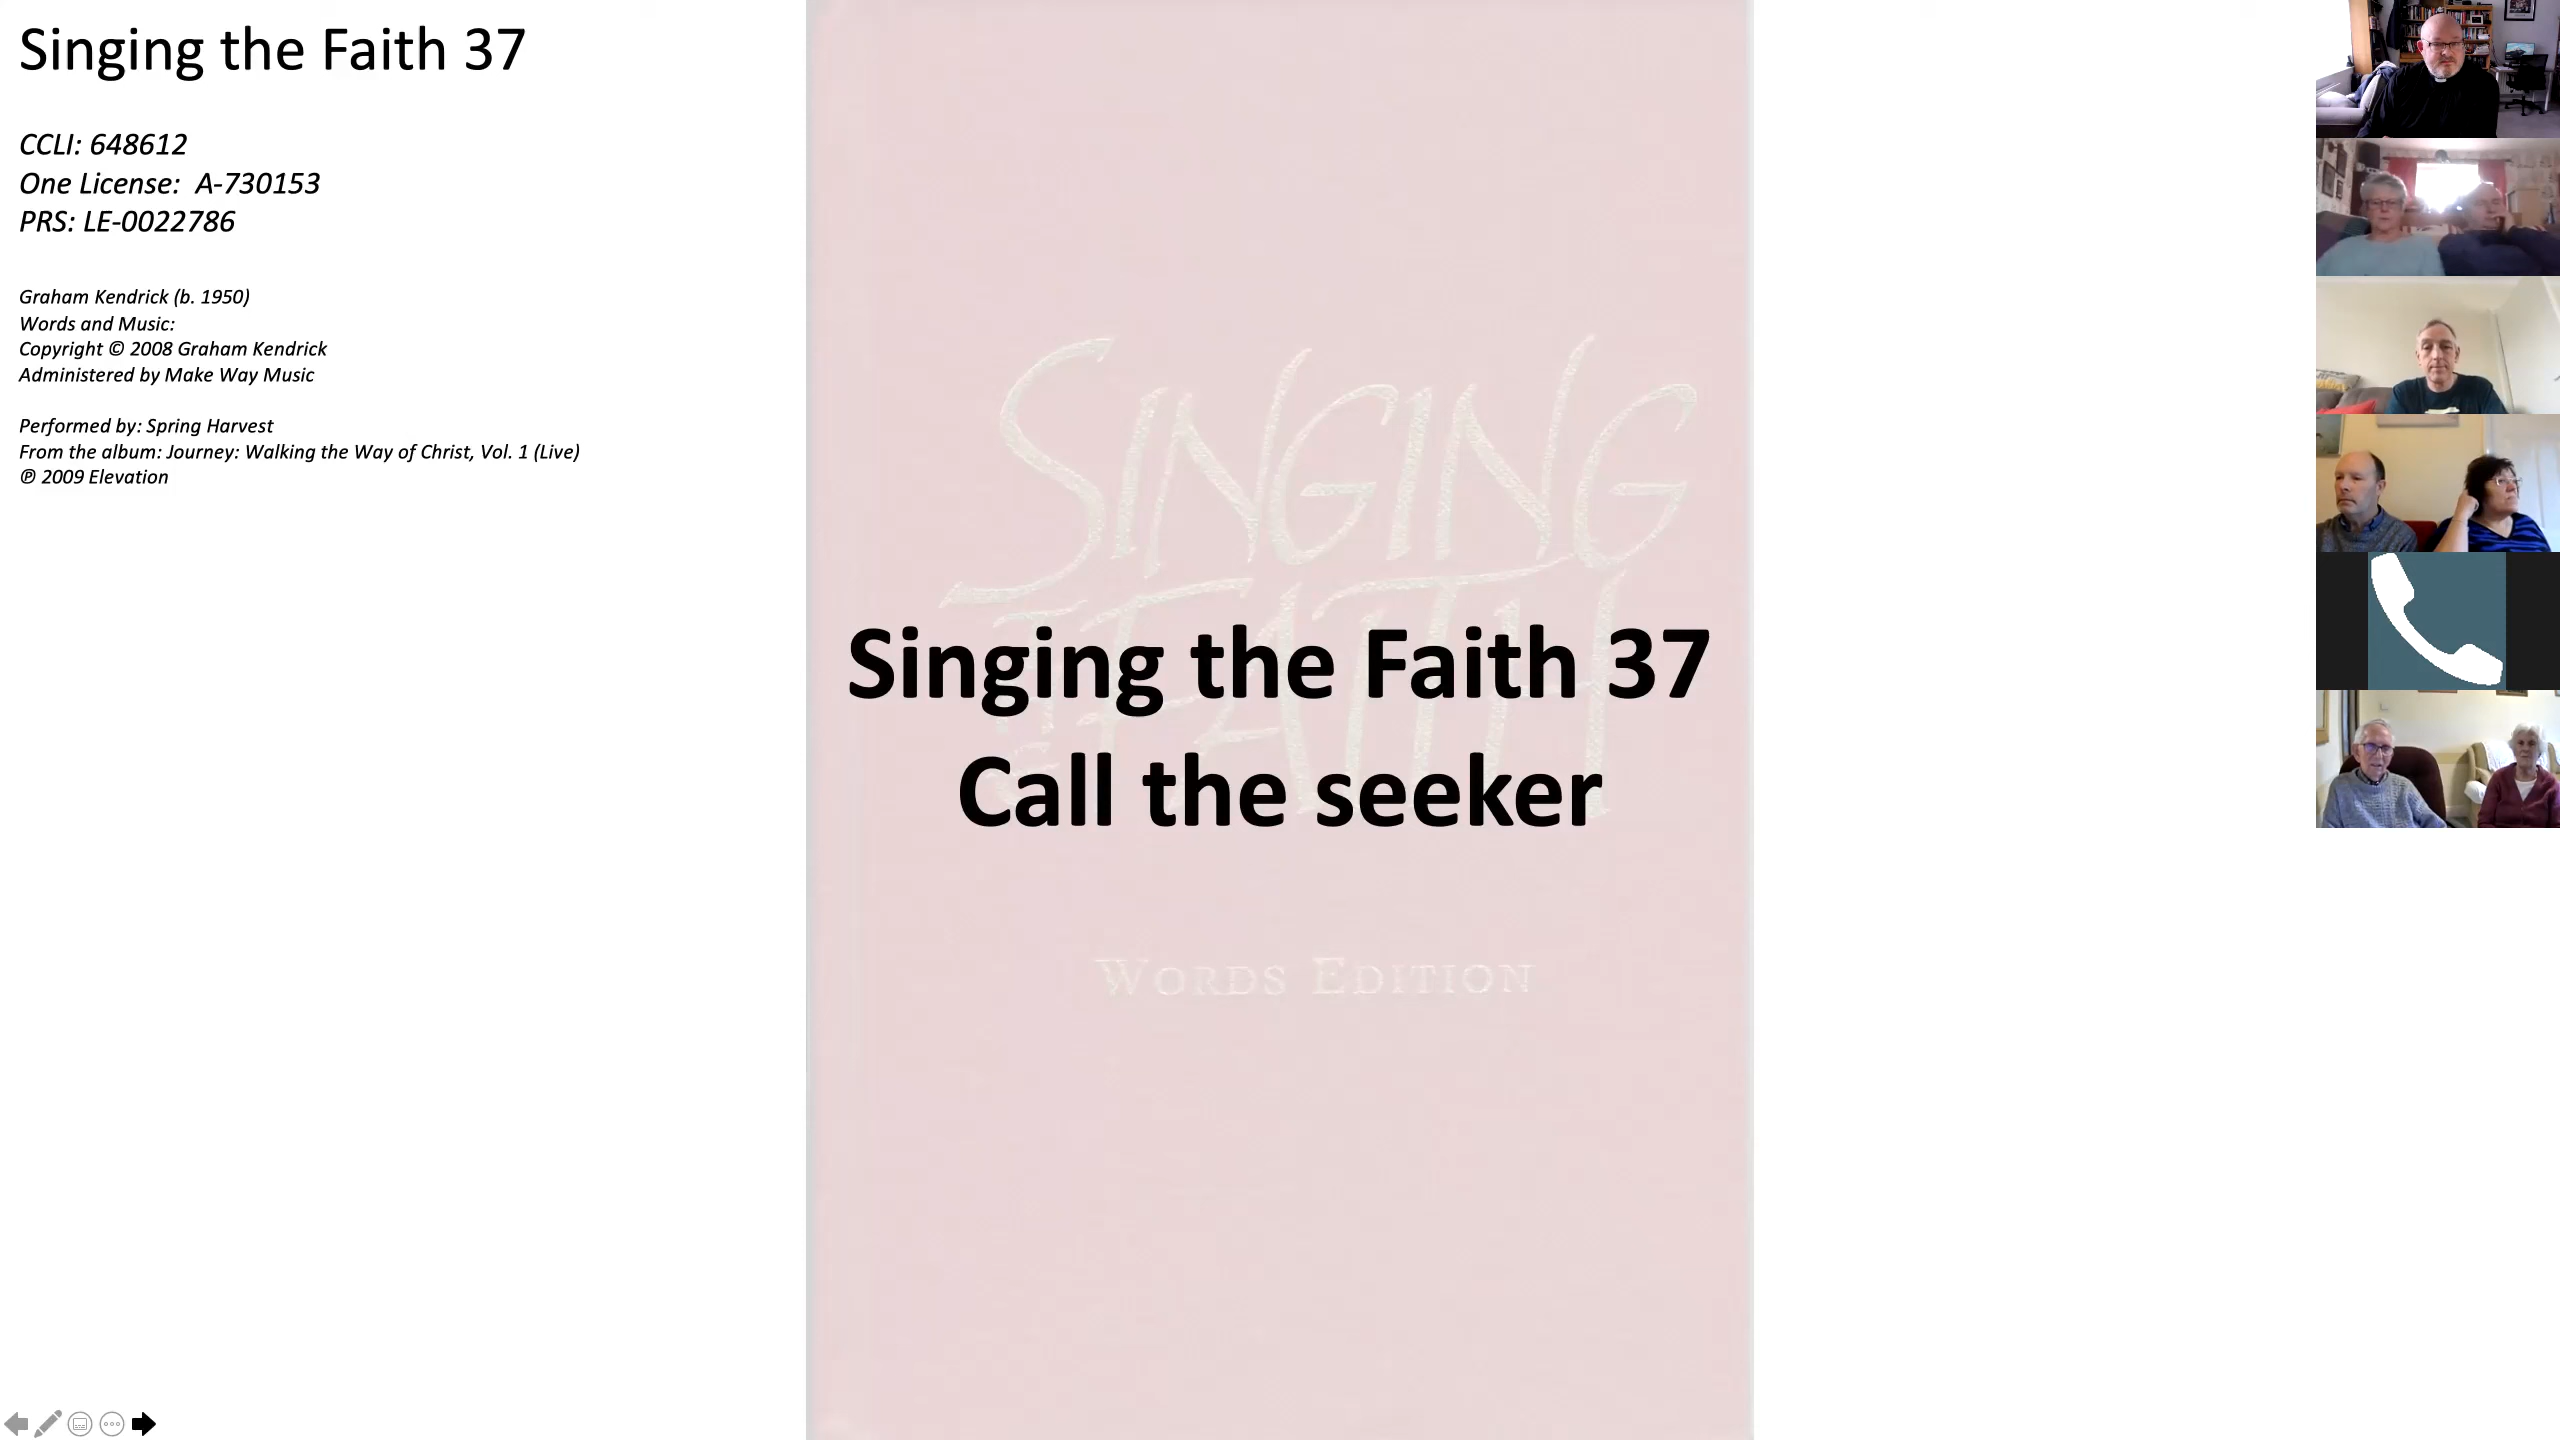 Singing the Faith 37
CCLI: 648612
One License:  A-730153
PRS: LE-0022786
Graham Kendrick (b. 1950)
Words and Music:
Copyright © 2008 Graham Kendrick
Administered by Make Way Music
Performed by: Spring Harvest
From the album: Journey: Walking the Way of Christ, Vol. 1 (Live)
℗ 2009 Elevation
SINGING
THE FAITH
Singing the Faith 37
Call the seeker
WORDS EDITION